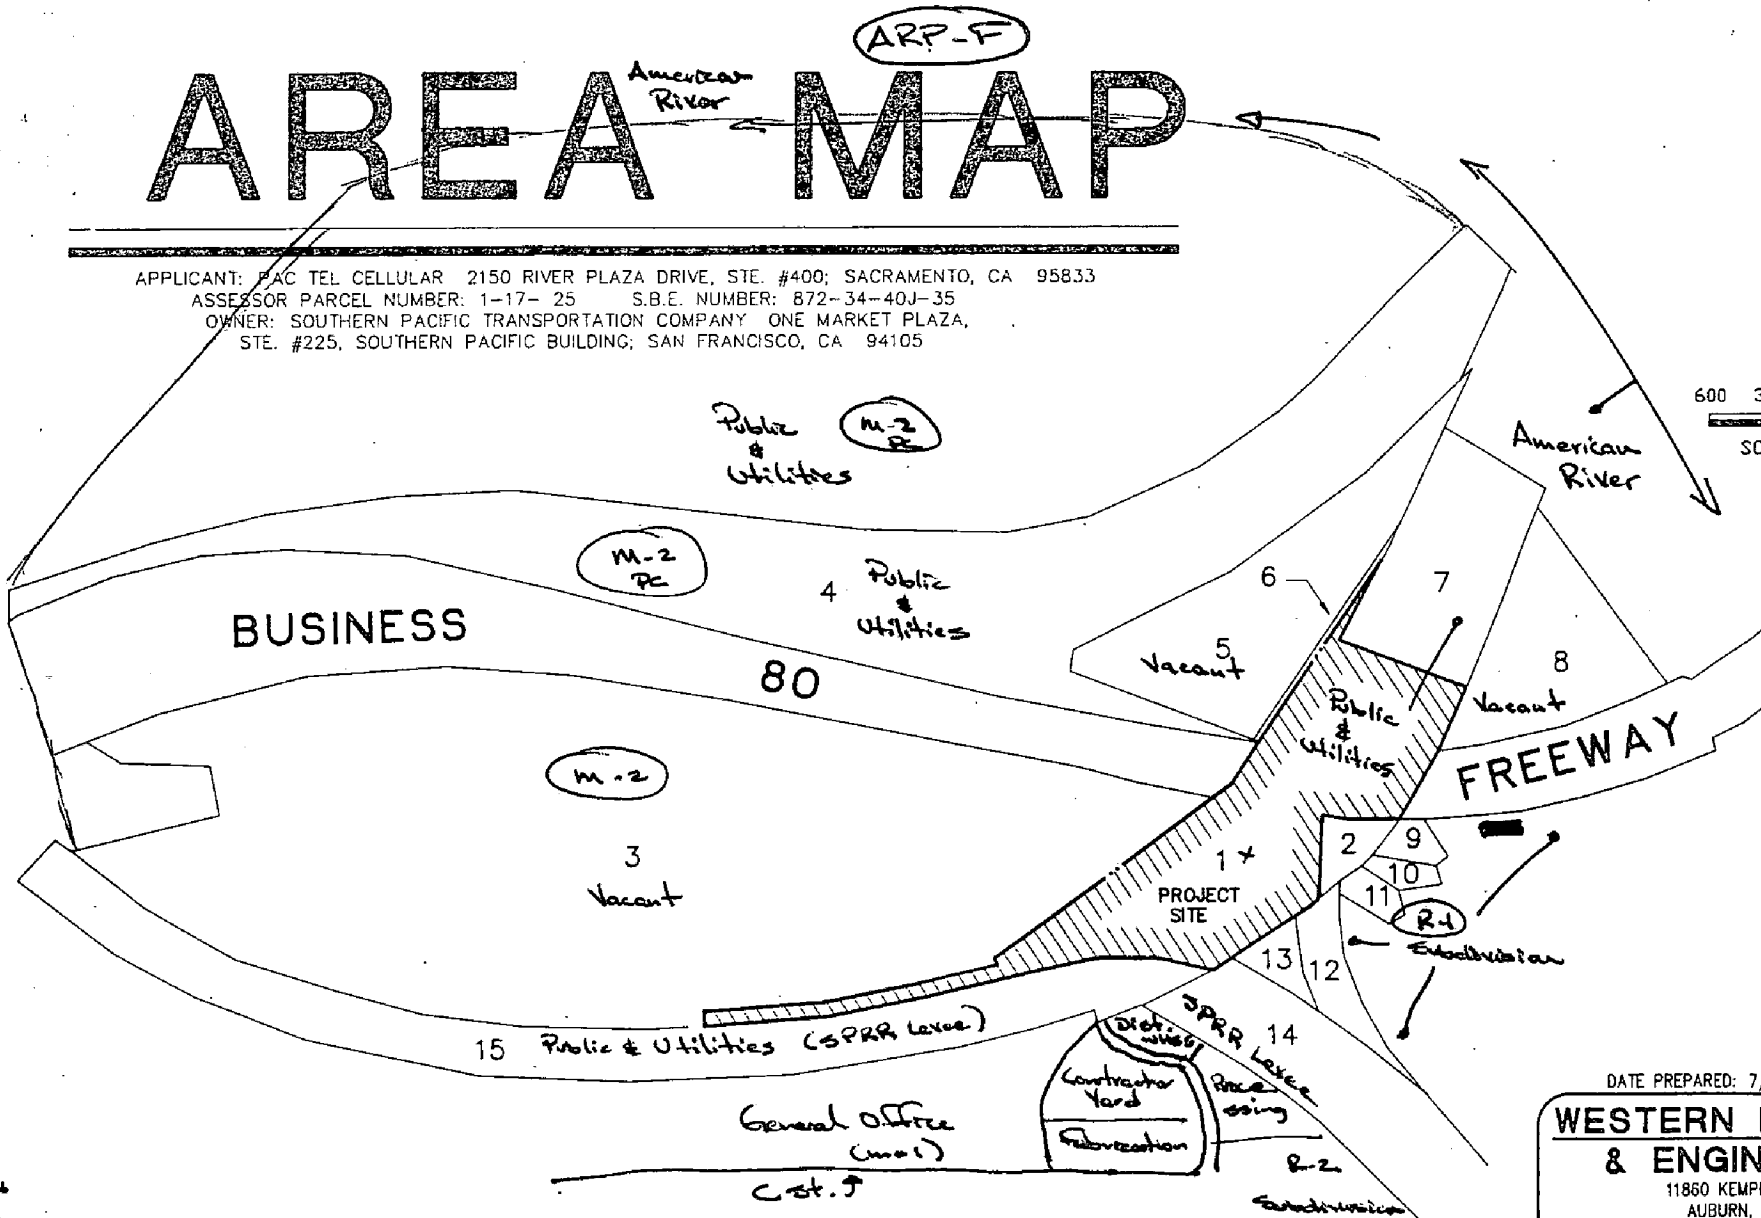 ARP-F
AREA MAP
American
River
APPLICANT: PAC TEL CELLULAR 2150 RIVER PLAZA DRIVE, STE. #400; SACRAMENTO, CA 95833
ASSESSOR PARCEL NUMBER: 1-17- 25 S.B.E. NUMBER: 872-34-40J-35
OWNER: SOUTHERN PACIFIC TRANSPORTATION COMPANY ONE MARKET PLAZA,
STE. #225, SOUTHERN PACIFIC BUILDING; SAN FRANCISCO, CA 94105
600
Public
&
Utilities
M-2
PC
American
River
M-2
PC
4
Public
&
Utilities
6
7
BUSINESS
80
5
Vacant
8
Vacant
Public
&
Utilities
FREEWAY
M-2
3
Vacant
1 x
PROJECT
SITE
2
9
10
11
R-1
Subdivision
13
12
15
Public & Utilities (SPRR Levee)
SPRR Levee
14
Contractor
Yard
Processing
Fabrication
General Office
C St.
R-2
Subdivision
DATE PREPARED: 7/
WESTERN
& ENGIN
11860 KEMP
AUBURN,